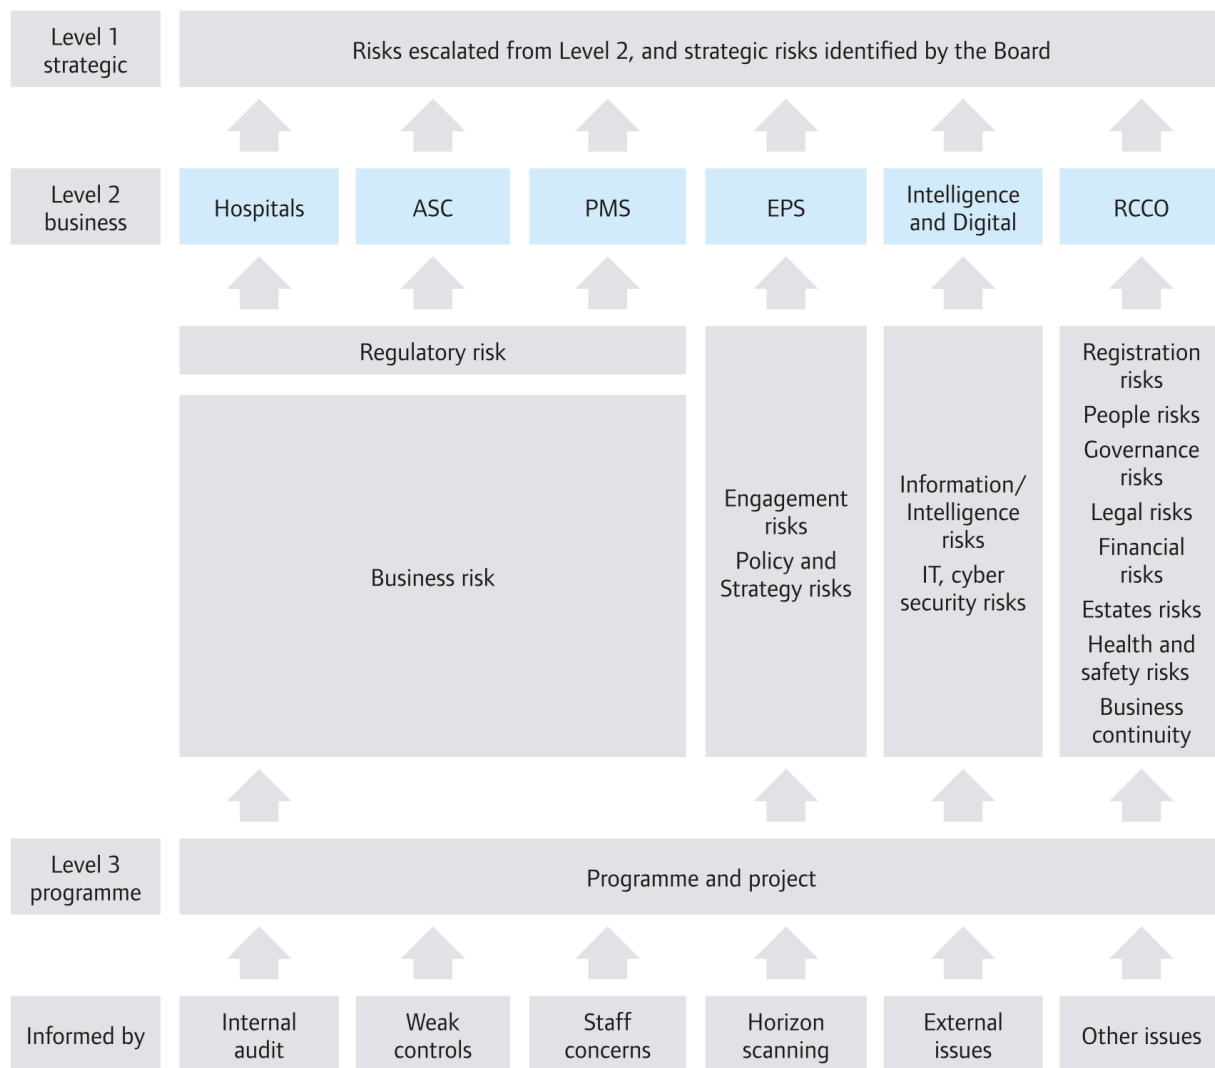 Level 1
strategic
Risks escalated from Level 2, and strategic risks identified by the Board
Level 2
business
Hospitals
ASC
PMS
EPS
Intelligence
and Digital
RCCO
Regulatory risk
Business risk
Engagement
risks
Policy and
Strategy risks
Information/
Intelligence
risks
IT, cyber
security risks
Registration
risks
People risks
Governance
risks
Legal risks
Financial
risks
Estates risks
Health and
safety risks
Business
continuity
Level 3
programme
Programme and project
Informed by
Internal
audit
Weak
controls
Staff
concerns
Horizon
scanning
External
issues
Other issues